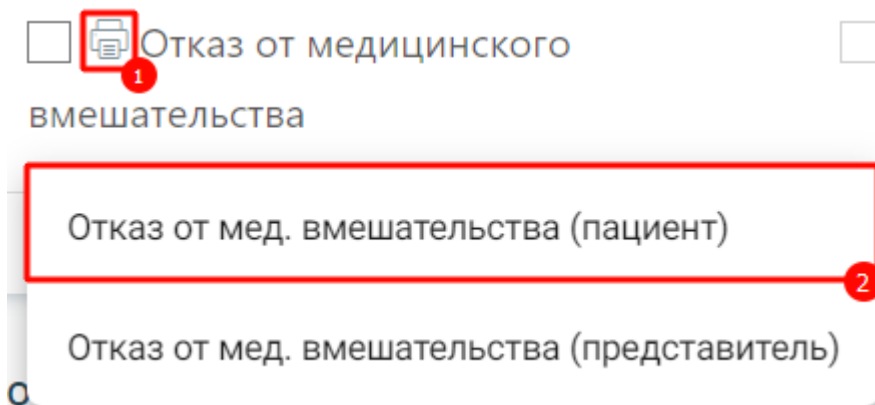 Отказ от медицинского
1
вмешательства
Отказ от мед. вмешательства (пациент)
2
Отказ от мед. вмешательства (представитель)